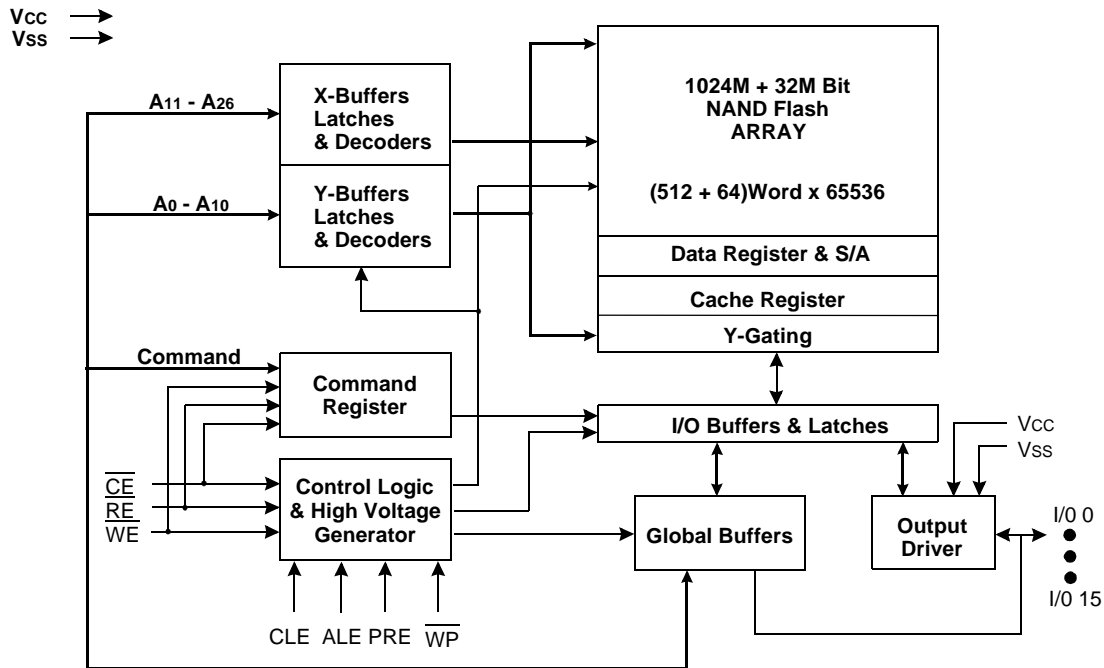 VCC
VSS
A11 - A26
X-Buffers
Latches
& Decoders
A0 - A10
Y-Buffers
Latches
& Decoders
1024M + 32M Bit
NAND Flash
ARRAY
(512 + 64)Word x 65536
Data Register & S/A
Cache Register
Y-Gating
Command
Command
Register
I/O Buffers & Latches
VCC
VSS
CE
RE
WE
Control Logic
& High Voltage
Generator
Global Buffers
Output
Driver
I/0 0
I/0 15
CLE
ALE
PRE
WP